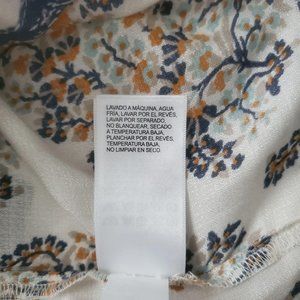 LAVADO A MÁQUINA, AGUA
FRÍA, LAVAR POR EL REVÉS,
LAVAR POR SEPARADO,
NO BLANQUEAR, SECADO
A TEMPERATURA BAJA,
PLANCHAR POR EL REVÉS,
TEMPERATURA BAJA,
NO LIMPIAR EN SECO.